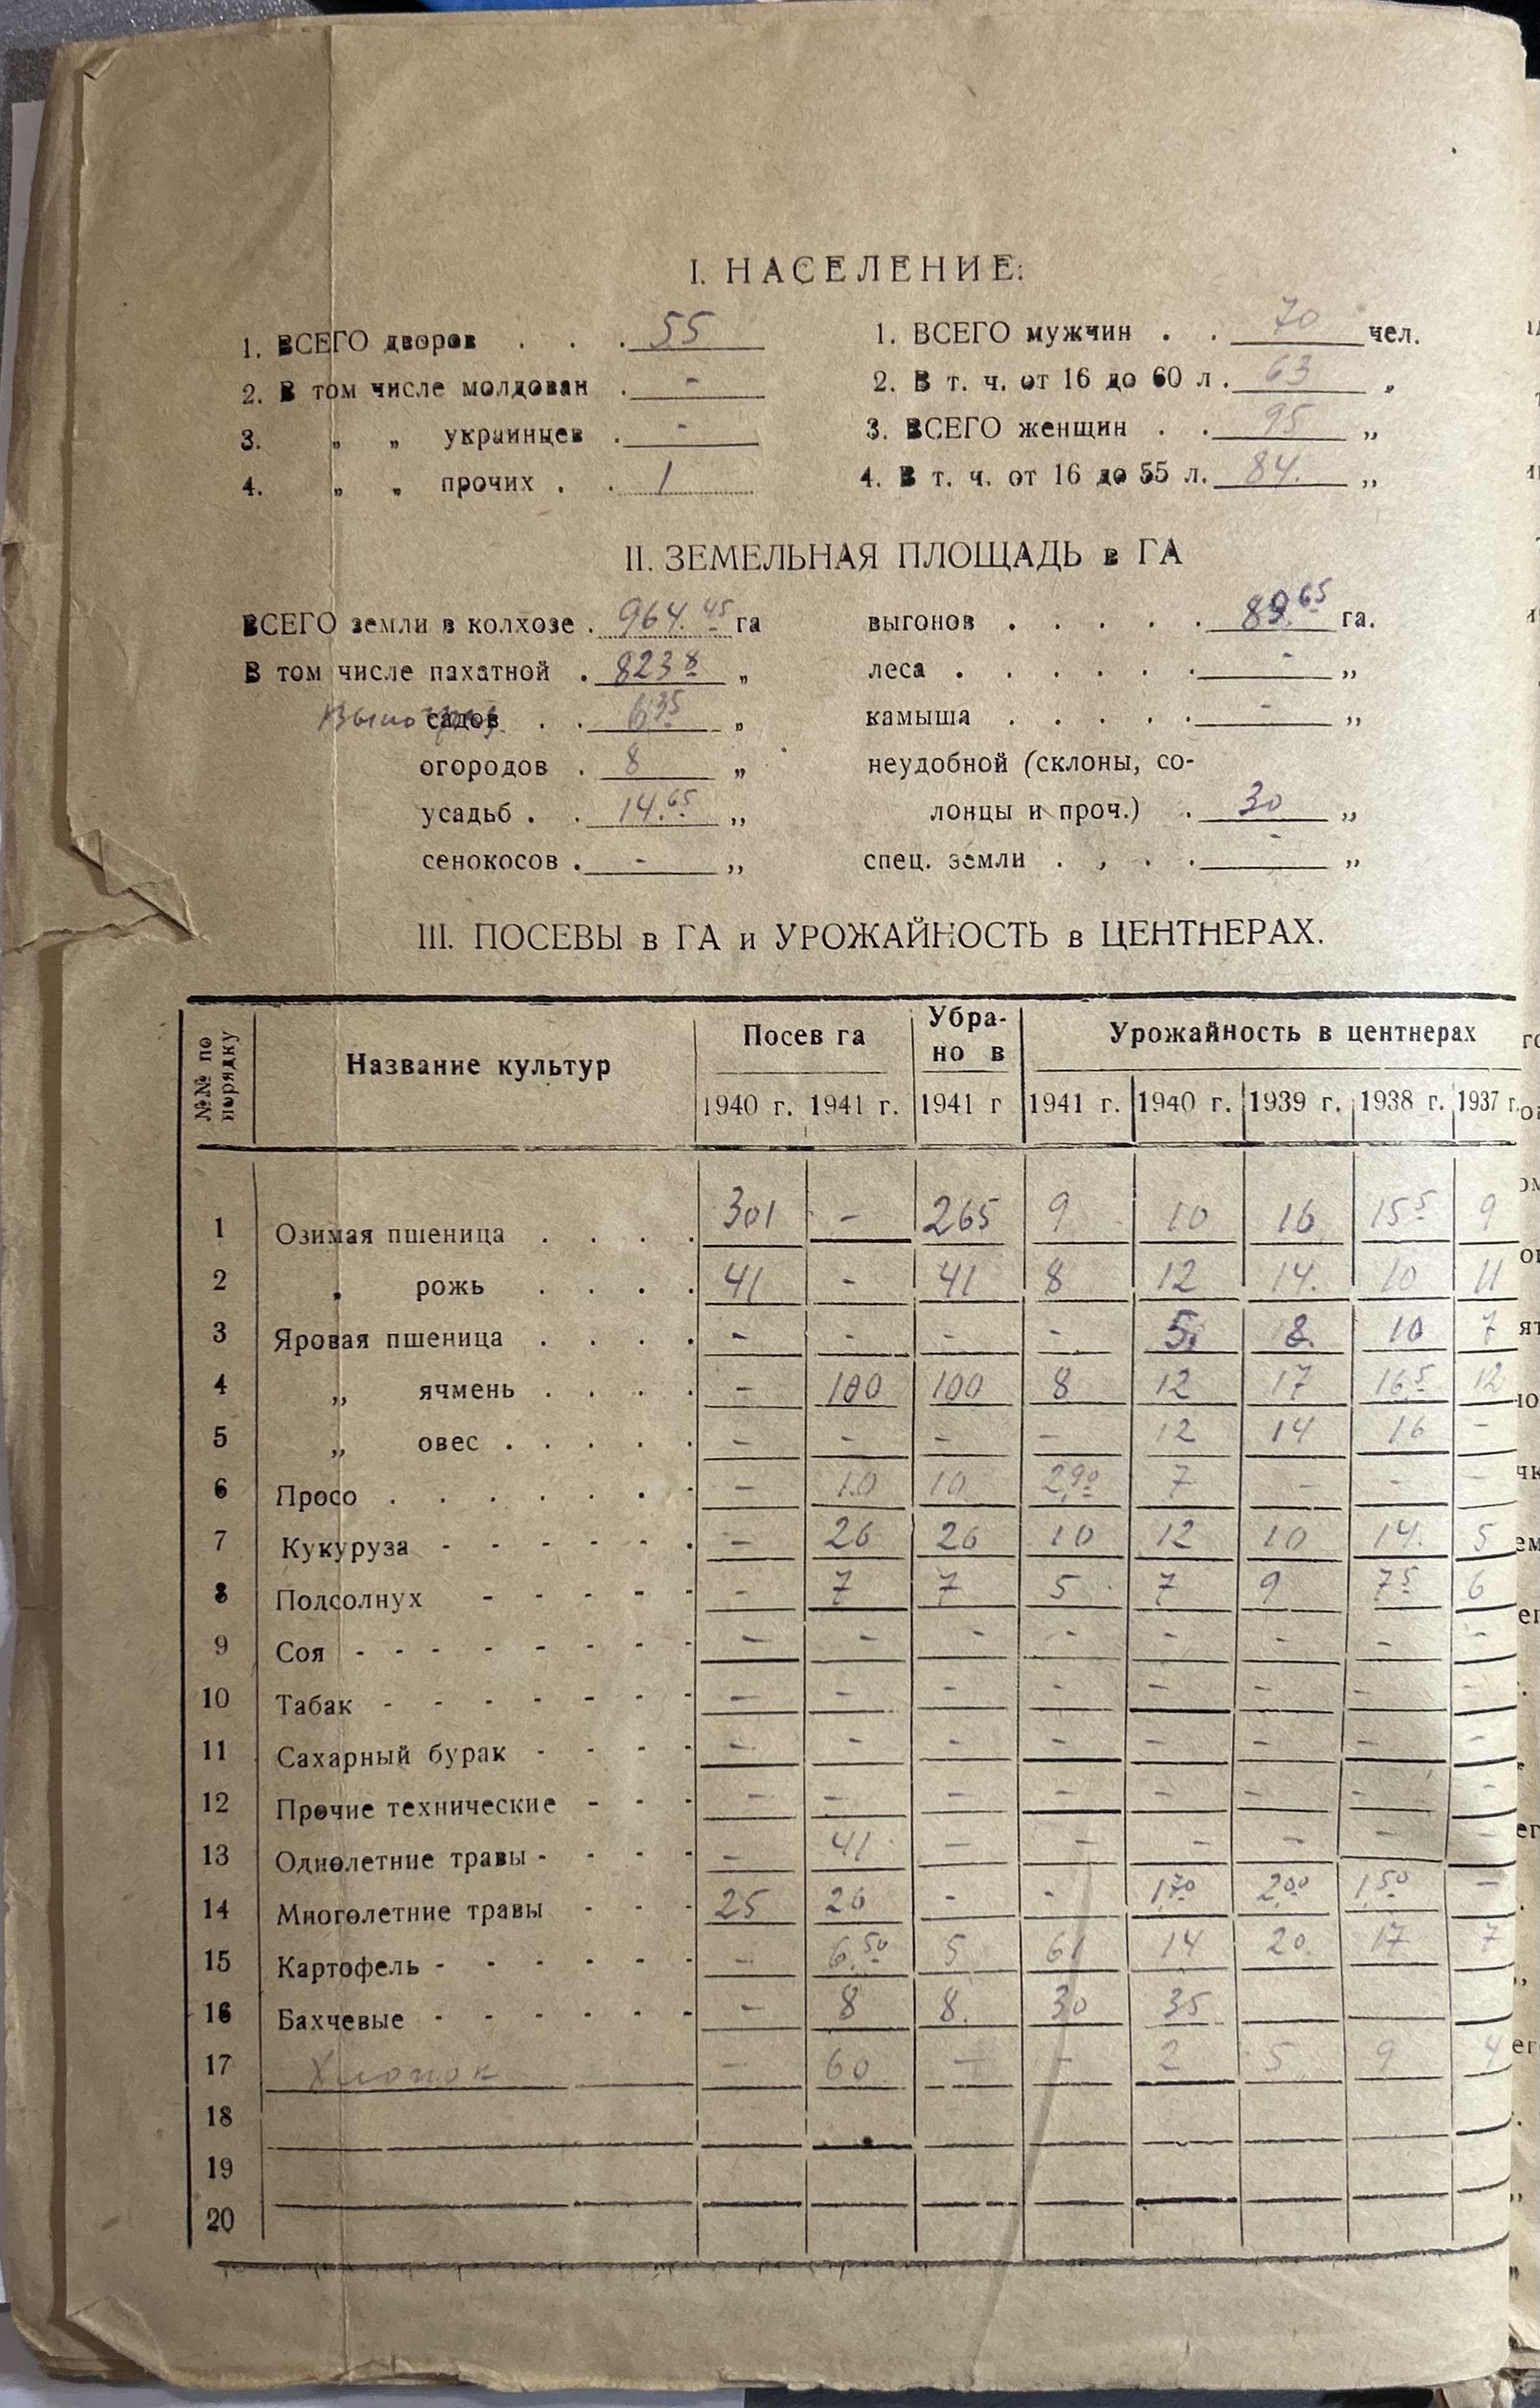 I. НАСЕЛЕНИЕ:
1. ВСЕГО дворов . . . 55
2. В том числе молдован . -
3. „ „ украинцев . -
4. „ „ прочих . . 1
1. ВСЕГО мужчин . . 70 чел.
2. В т. ч. от 16 до 60 л . 63 „
3. ВСЕГО женщин . . 95 „
4. В т. ч. от 16 до 55 л. 84. „
II. ЗЕМЕЛЬНАЯ ПЛОЩАДЬ в ГА
ВСЕГО земли в колхозе . 964.45 га
В том числе пахатной . 823 8 „
садов . . 6.35 „
огородов . 8 „
усадьб . . 14.65 „
сенокосов . - „
выгонов . . . . . 89.65 га.
леса . . . . . . - „
камыша . . . . . - „
неудобной (склоны, со-
лонцы и проч.) . 30 „
спец. земли . , . . - „
III. ПОСЕВЫ в ГА и УРОЖАЙНОСТЬ в ЦЕНТНЕРАХ.
№№ по порядку
Название культур
Посев га
Убра-
но в
Урожайность в центнерах
1940 г. 1941 г. 1941 г 1941 г. 1940 г. 1939 г. 1938 г. 1937 г.
1 Озимая пшеница . . . . 301 - 265 9 10 16 15 5 9
2 „ рожь . . . . 41 - 41 8 12 14. 10 11
3 Яровая пшеница . . . . - - - - 5. 8. 10 7
4 „ ячмень . . . . - 100 100 8 12 17 16.5 12
5 „ овес . . . . . - - - - 12 14 16 -
6 Просо . . . . . . . - 10 10 2.90 7 - - -
7 Кукуруза - - - - - . - 26 26 10 12 10 14. 5
8 Подсолнух - - - - - - 7 7 5 7 9 7 5 6
9 Соя - - - - - - - - - - - - - - - -
10 Табак - - - - - - - - - - - - - - -
11 Сахарный бурак - - - - - - - - - - - -
12 Прочие технические - - - - - - - - - - -
13 Однолетние травы - - - - - 41 - - - - - -
14 Многолетние травы - - - 25 26 - - 1.70 2.00 1.50 -
15 Картофель - - - - - - - 6.50 5 61 14 20. 17 7
16 Бахчевые - - - - - - - 8 8. 30 35
17 Хлопок - 60 - - 2 5 9 4
18
19
20